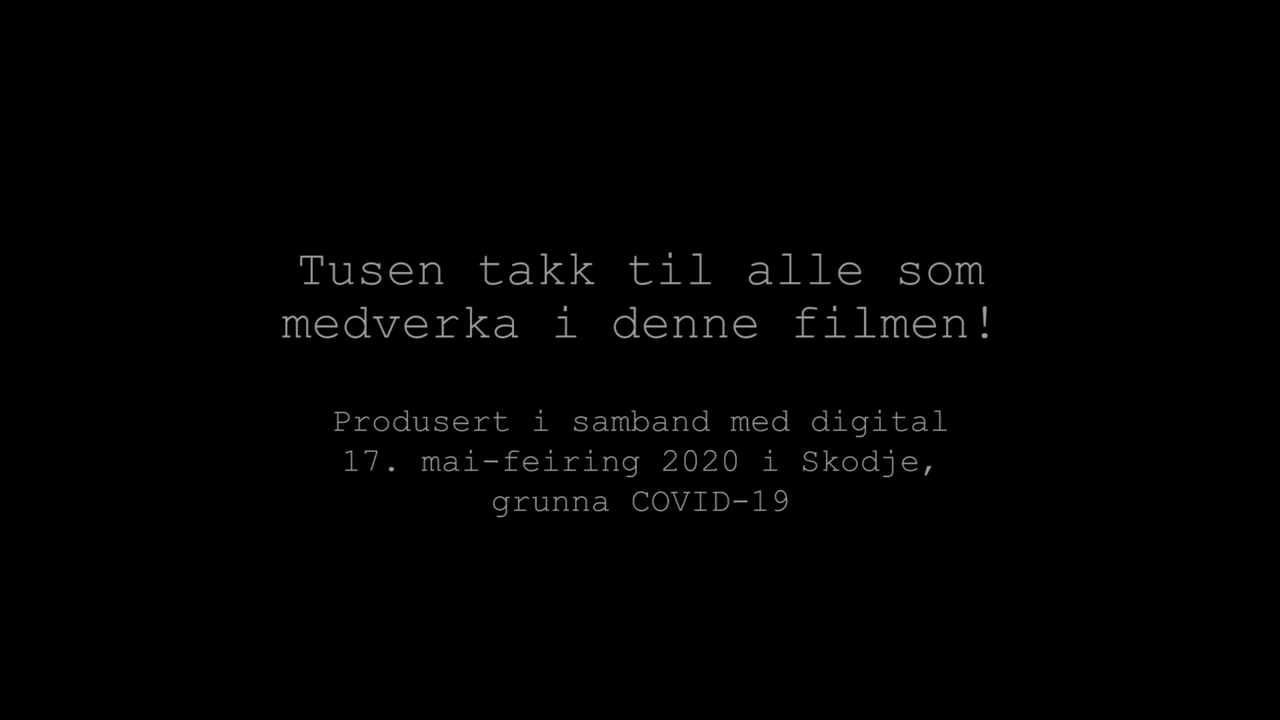 Tusen takk til alle som
medverka i denne filmen!
Produsert i samband med digital
17. mai-feiring 2020 i Skodje,
grunna COVID-19